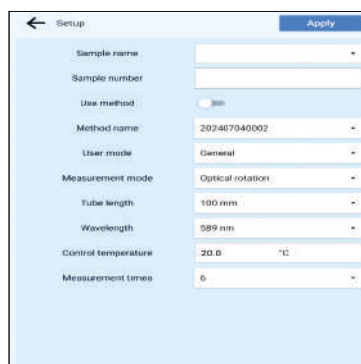 Setup Apply
Sample name
Sample number
Use method
Method name 202407040002
User mode General
Measurement mode Optical rotation
Tube length 100 mm
Wavelength 589 nm
Control temperature 20.0 °C
Measurement times 6